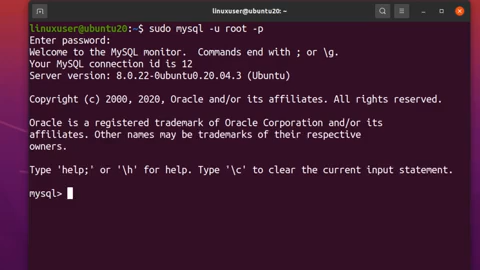 linuxuser@ubuntu20: ~
linuxuser@ubuntu20:~$ sudo mysql -u root -p
Enter password:
Welcome to the MySQL monitor.  Commands end with ; or \g.
Your MySQL connection id is 12
Server version: 8.0.22-0ubuntu0.20.04.3 (Ubuntu)
Copyright (c) 2000, 2020, Oracle and/or its affiliates. All rights reserved.
Oracle is a registered trademark of Oracle Corporation and/or its
affiliates. Other names may be trademarks of their respective
owners.
Type 'help;' or '\h' for help. Type '\c' to clear the current input statement.
mysql>